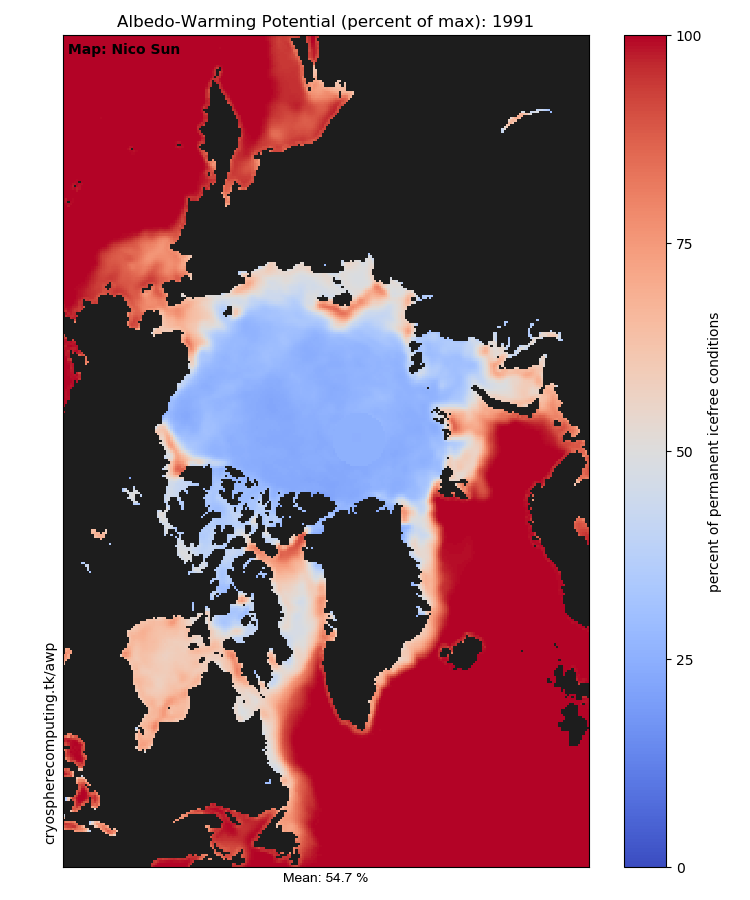 Albedo-Warming Potential (percent of max): 1991
Map: Nico Sun
100
75
50
25
0
percent of permanent icefree conditions
cryospherecomputing.tk/awp
Mean: 54.7 %